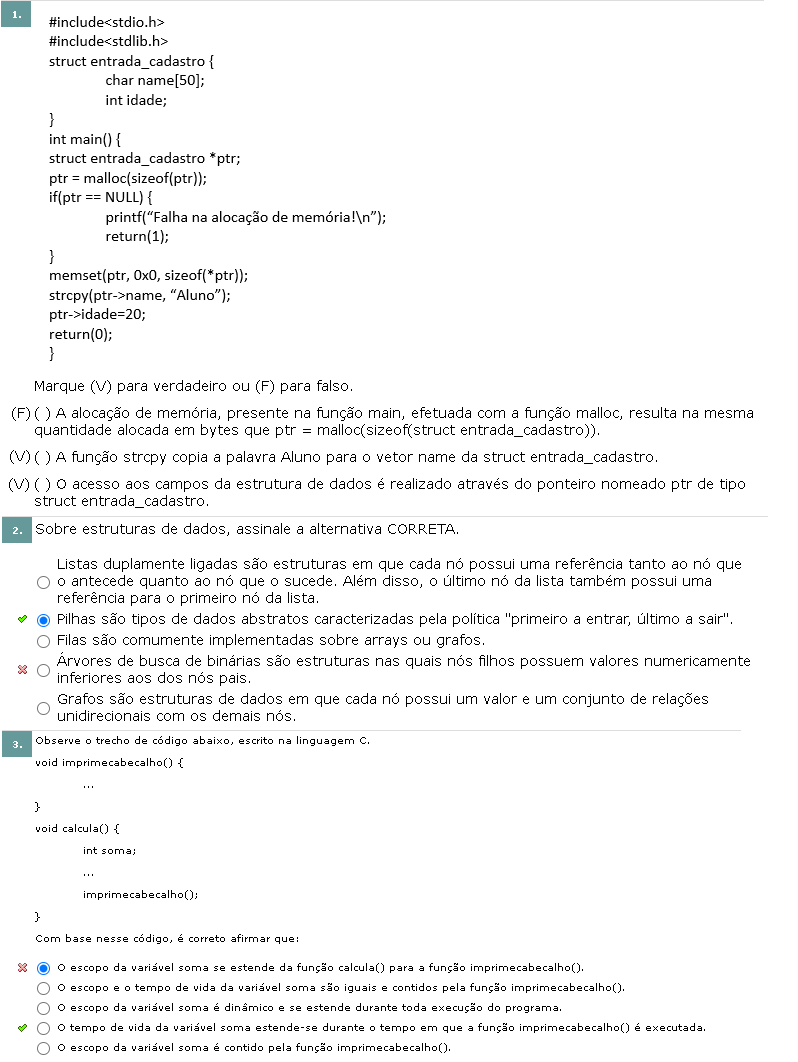 1.
#include<stdio.h>
#include<stdlib.h>
struct entrada_cadastro {
char name[50];
int idade;
}
int main() {
struct entrada_cadastro *ptr;
ptr = malloc(sizeof(ptr));
if(ptr == NULL) {
printf(“Falha na alocação de memória!\n”);
return(1);
}
memset(ptr, 0x0, sizeof(*ptr));
strcpy(ptr->name, “Aluno”);
ptr->idade=20;
return(0);
}
Marque (V) para verdadeiro ou (F) para falso.
(F) ( ) A alocação de memória, presente na função main, efetuada com a função malloc, resulta na mesma
quantidade alocada em bytes que ptr = malloc(sizeof(struct entrada_cadastro)).
(V) ( ) A função strcpy copia a palavra Aluno para o vetor name da struct entrada_cadastro.
(V) ( ) O acesso aos campos da estrutura de dados é realizado através do ponteiro nomeado ptr de tipo
struct entrada_cadastro.
2. Sobre estruturas de dados, assinale a alternativa CORRETA.
Listas duplamente ligadas são estruturas em que cada nó possui uma referência tanto ao nó que
o antecede quanto ao nó que o sucede. Além disso, o último nó da lista também possui uma
referência para o primeiro nó da lista.
Pilhas são tipos de dados abstratos caracterizadas pela política "primeiro a entrar, último a sair".
Filas são comumente implementadas sobre arrays ou grafos.
Árvores de busca de binárias são estruturas nas quais nós filhos possuem valores numericamente
inferiores aos dos nós pais.
Grafos são estruturas de dados em que cada nó possui um valor e um conjunto de relações
unidirecionais com os demais nós.
3. Observe o trecho de código abaixo, escrito na linguagem C.
void imprimecabecalho() {
...
}
void calcula() {
int soma;
...
imprimecabecalho();
}
Com base nesse código, é correto afirmar que:
O escopo da variável soma se estende da função calcula() para a função imprimecabecalho().
O escopo e o tempo de vida da variável soma são iguais e contidos pela função imprimecabecalho().
O escopo da variável soma é dinâmico e se estende durante toda execução do programa.
O tempo de vida da variável soma estende-se durante o tempo em que a função imprimecabecalho() é executada.
O escopo da variável soma é contido pela função imprimecabecalho().